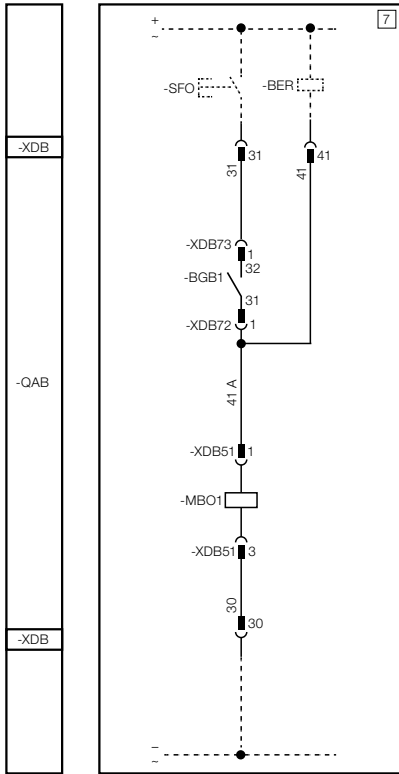 +
~
7
-SFO
-BER
-XDB
31
41
31
41
-XDB73
1
32
-BGB1
31
-XDB72
1
-QAB
41 A
-XDB51
1
-MBO1
-XDB51
3
30
30
-XDB
–
~